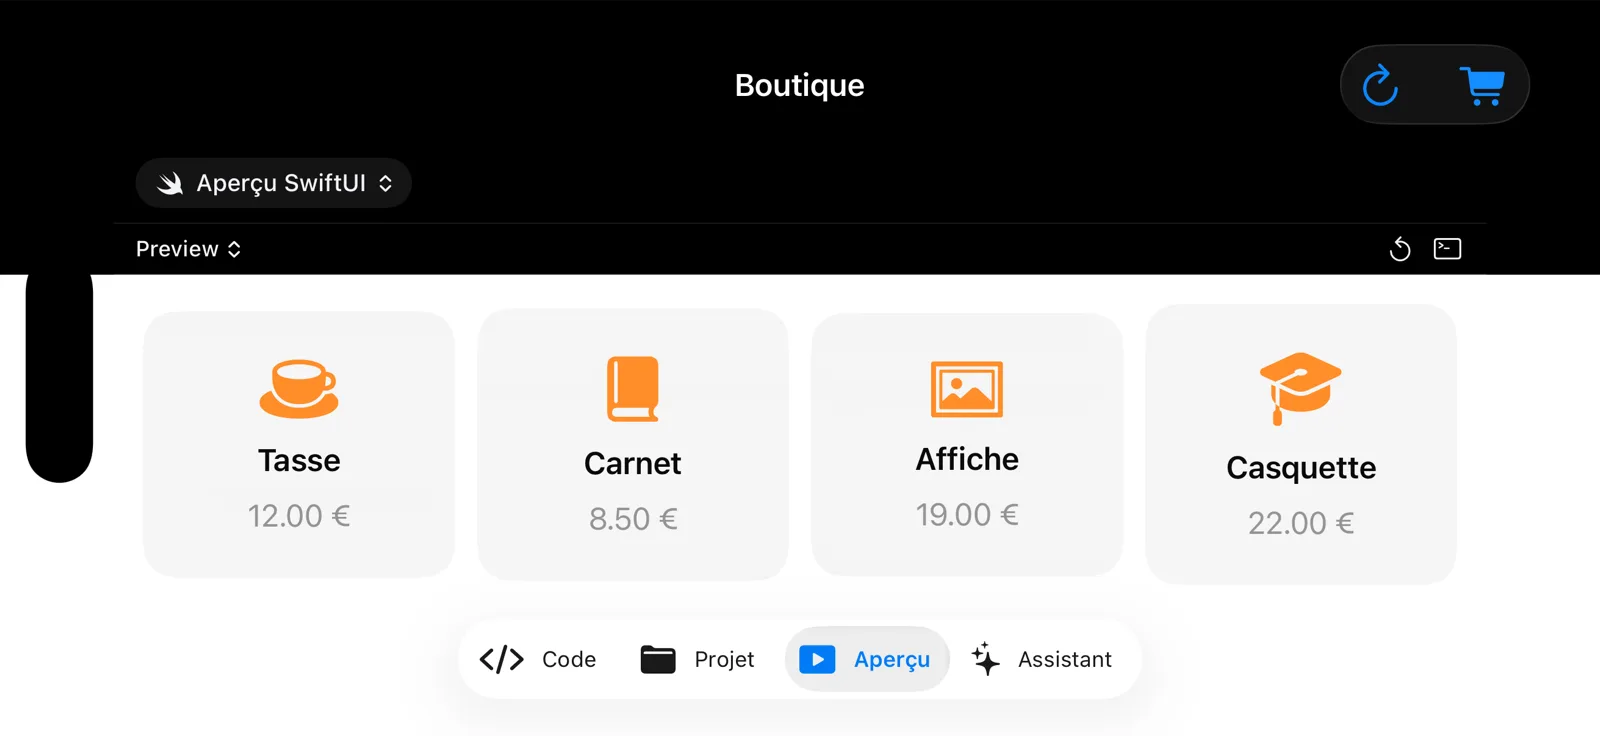 Boutique
Aperçu SwiftUI
Preview
Tasse
12.00 €
Carnet
8.50 €
Affiche
19.00 €
Casquette
22.00 €
Code
Projet
Aperçu
Assistant